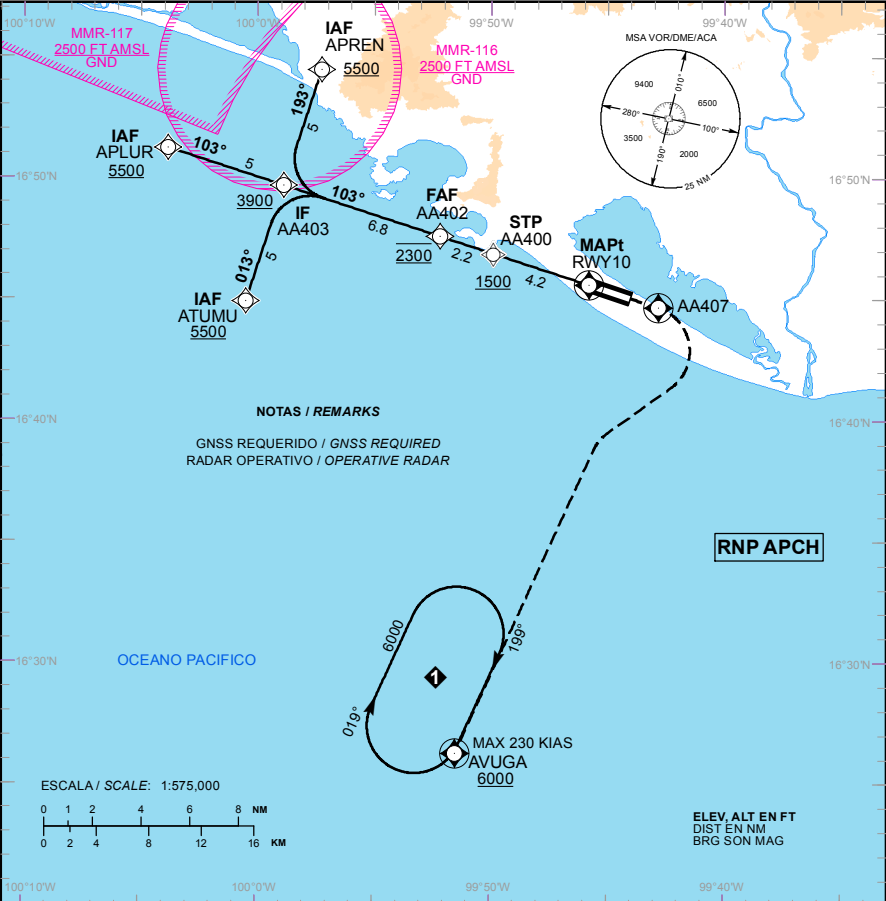 100°10'W
100°00'W
99°50'W
99°40'W
MMR-117
2500 FT AMSL
GND
IAF
APREN
5500
MMR-116
2500 FT AMSL
GND
MSA VOR/DME/ACA
9400
010°
6500
280°
100°
3500
190°
2000
25 NM
193°
5
IAF
APLUR
5500
103°
5
16°50'N
16°50'N
3900
IF
AA403
103°
6.8
FAF
AA402
2300
2.2
STP
AA400
1500
4.2
MAPt
RWY10
AA407
013°
5
IAF
ATUMU
5500
NOTAS / REMARKS
GNSS REQUERIDO / GNSS REQUIRED
RADAR OPERATIVO / OPERATIVE RADAR
16°40'N
16°40'N
RNP APCH
6000
199°
1
019°
OCEANO PACIFICO
16°30'N
16°30'N
MAX 230 KIAS
AVUGA
6000
ESCALA / SCALE: 1:575,000
0 1 2 4 6 8 NM
0 2 4 8 12 16 KM
ELEV, ALT EN FT
DIST EN NM
BRG SON MAG
100°10'W
100°00'W
99°50'W
99°40'W